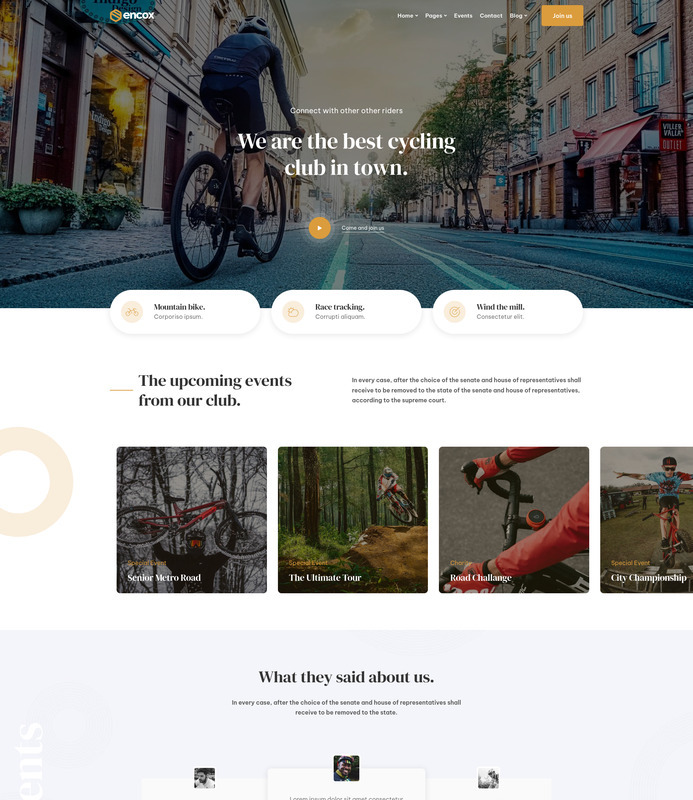 encox
Home
Pages
Events
Contact
Blog
Join us
Connect with other other riders
We are the best cycling
club in town.
Come and join us
VILLER
VALLA
OUTLET
Mountain bike.
Corporiso ipsum.
Race tracking.
Corrupti aliquam.
Wind the mill.
Consectetur elit.
The upcoming events
from our club.
In every case, after the choice of the senate and house of representatives shall
receive to be removed to the state of the senate and house of representatives,
according to the supreme court.
Special Event
Senior Metro Road
Special Event
The Ultimate Tour
Charity
Road Challange
Special Event
City Championship
What they said about us.
In every case, after the choice of the senate and house of representatives shall
receive to be removed to the state.
ents
Lorem ipsum dolor sit amet consectetur